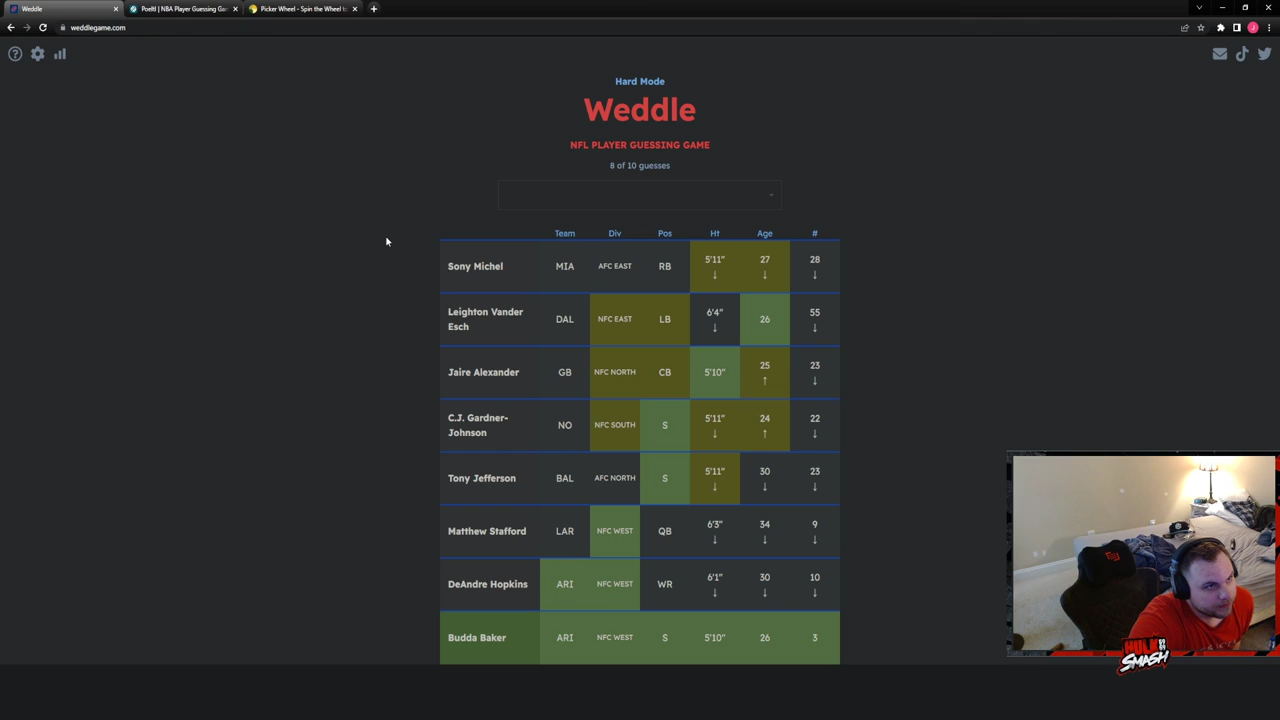 Weddle
Poeltl | NBA Player Guessing Ga
Picker Wheel - Spin the Wheel to
weddlegame.com
Hard Mode
Weddle
NFL PLAYER GUESSING GAME
8 of 10 guesses
Team Div Pos Ht Age #
Sony Michel MIA AFC EAST RB 5'11" ↓ 27 ↓ 28 ↓
Leighton Vander
Esch DAL NFC EAST LB 6'4" ↓ 26 55 ↓
Jaire Alexander GB NFC NORTH CB 5'10" 25 ↑ 23 ↓
C.J. Gardner-
Johnson NO NFC SOUTH S 5'11" ↓ 24 ↑ 22 ↓
Tony Jefferson BAL AFC NORTH S 5'11" ↓ 30 ↓ 23 ↓
Matthew Stafford LAR NFC WEST QB 6'3" ↓ 34 ↓ 9 ↓
DeAndre Hopkins ARI NFC WEST WR 6'1" ↓ 30 ↓ 10 ↓
Budda Baker ARI NFC WEST S 5'10" 26 3
HULK
SMASH